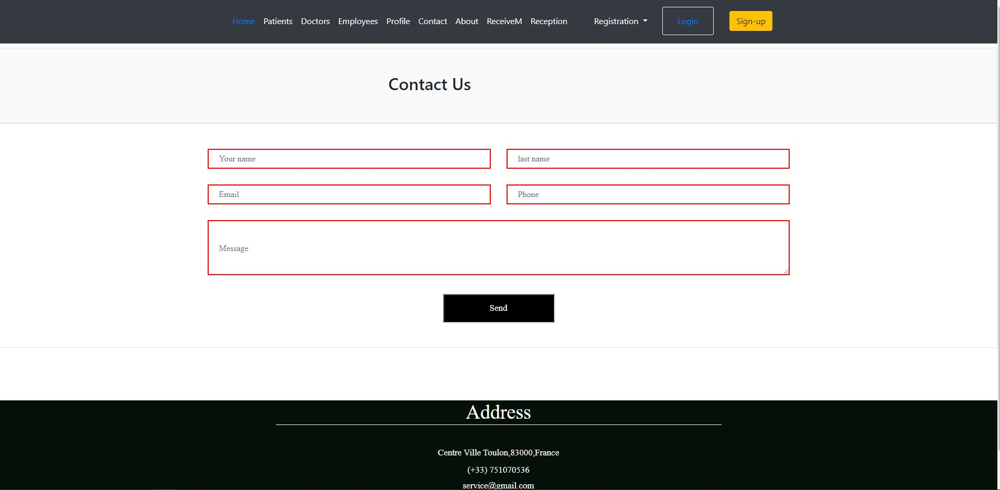 Home Patients Doctors Employees Profile Contact About ReceiveM Reception Registration Login Sign-up
Contact Us
Your name last name
Email Phone
Message
Send
Address
Centre Ville Toulon,83000,France
(+33) 751070536
service@gmail.com